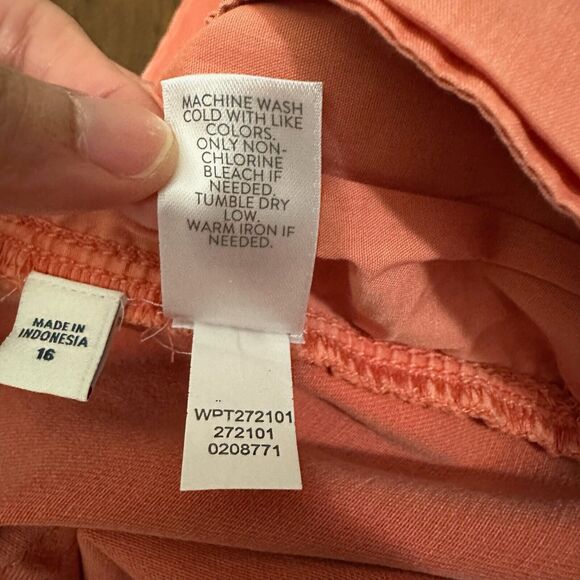 MACHINE WASH
COLD WITH LIKE
COLORS.
ONLY NON-
CHLORINE
BLEACH IF
NEEDED.
TUMBLE DRY
LOW.
WARM IRON IF
NEEDED.
MADE IN
INDONESIA
16
WPT272101
272101
0208771